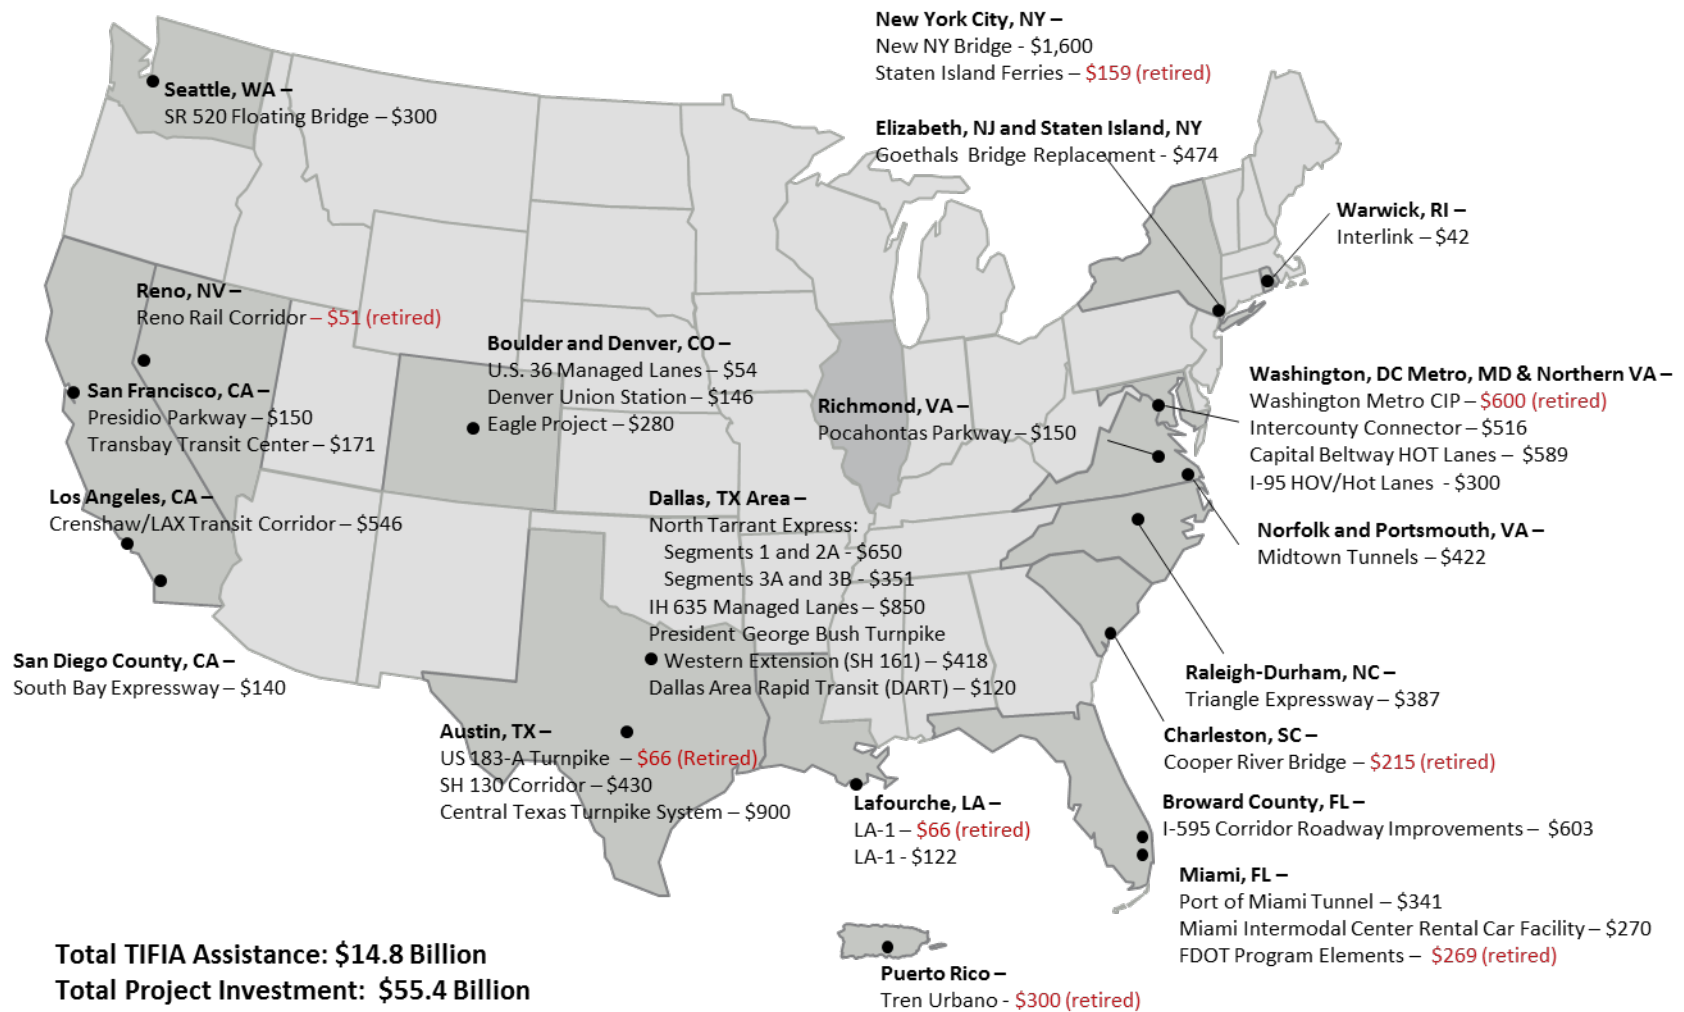 New York City, NY –
New NY Bridge - $1,600
Staten Island Ferries – $159 (retired)
Seattle, WA –
SR 520 Floating Bridge – $300
Elizabeth, NJ and Staten Island, NY
Goethals Bridge Replacement - $474
Warwick, RI –
Interlink – $42
Reno, NV –
Reno Rail Corridor – $51 (retired)
Boulder and Denver, CO –
U.S. 36 Managed Lanes – $54
Denver Union Station – $146
Eagle Project – $280
San Francisco, CA –
Presidio Parkway – $150
Transbay Transit Center – $171
Richmond, VA –
Pocahontas Parkway – $150
Washington, DC Metro, MD & Northern VA –
Washington Metro CIP – $600 (retired)
Intercounty Connector – $516
Capital Beltway HOT Lanes – $589
I-95 HOV/Hot Lanes - $300
Los Angeles, CA –
Crenshaw/LAX Transit Corridor – $546
Dallas, TX Area –
North Tarrant Express:
Segments 1 and 2A - $650
Segments 3A and 3B - $351
IH 635 Managed Lanes – $850
President George Bush Turnpike
Western Extension (SH 161) – $418
Dallas Area Rapid Transit (DART) – $120
Norfolk and Portsmouth, VA –
Midtown Tunnels – $422
San Diego County, CA –
South Bay Expressway – $140
Raleigh-Durham, NC –
Triangle Expressway – $387
Austin, TX –
US 183-A Turnpike – $66 (Retired)
SH 130 Corridor – $430
Central Texas Turnpike System – $900
Charleston, SC –
Cooper River Bridge – $215 (retired)
Lafourche, LA –
LA-1 – $66 (retired)
LA-1 - $122
Broward County, FL –
I-595 Corridor Roadway Improvements – $603
Miami, FL –
Port of Miami Tunnel – $341
Miami Intermodal Center Rental Car Facility – $270
FDOT Program Elements – $269 (retired)
Puerto Rico –
Tren Urbano - $300 (retired)
Total TIFIA Assistance: $14.8 Billion
Total Project Investment: $55.4 Billion